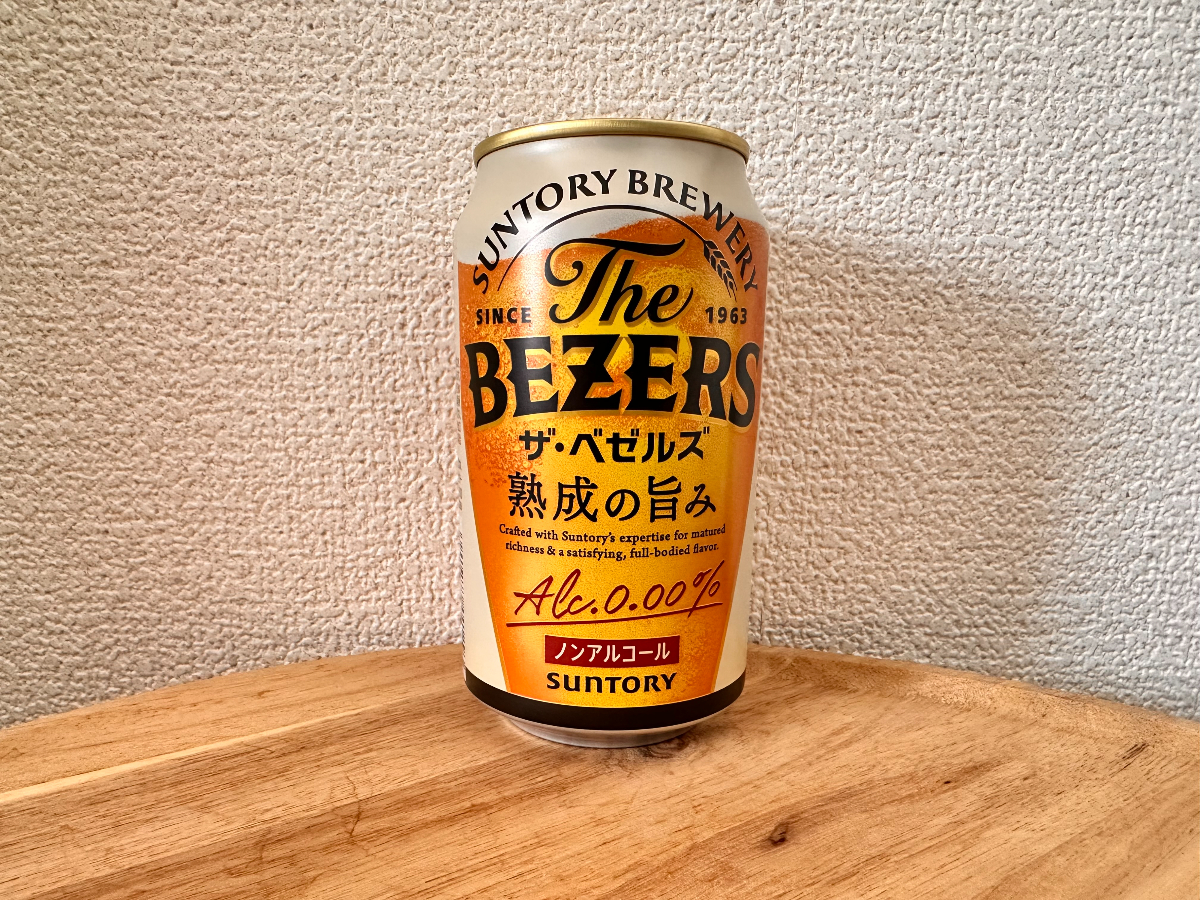 SUNTORY BREWERY
The
SINCE 1963
BEZERS
ザ・ベゼルズ
熟成の旨み
Crafted with Suntory's expertise for matured
richness & a satisfying, full-bodied flavor.
Alc.0.00%
ノンアルコール
SUNTORY